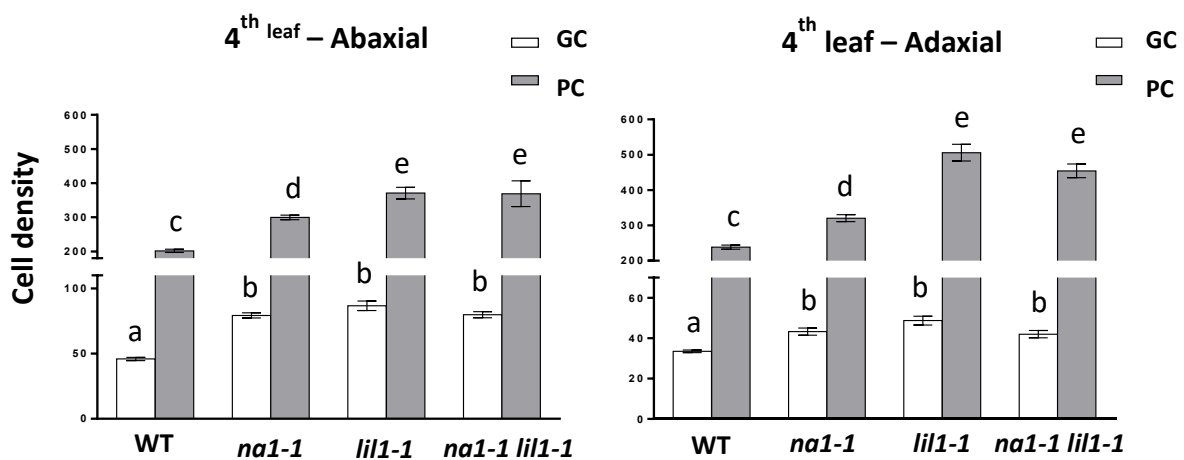 4th leaf – Abaxial
GC
PC
Cell density
600
500
400
300
200
100
50
0
c
d
e
e
a
b
b
b
WT
na1-1
lil1-1
na1-1 lil1-1
4th leaf – Adaxial
GC
PC
600
500
400
300
200
60
40
20
0
c
d
e
e
a
b
b
b
WT
na1-1
lil1-1
na1-1 lil1-1